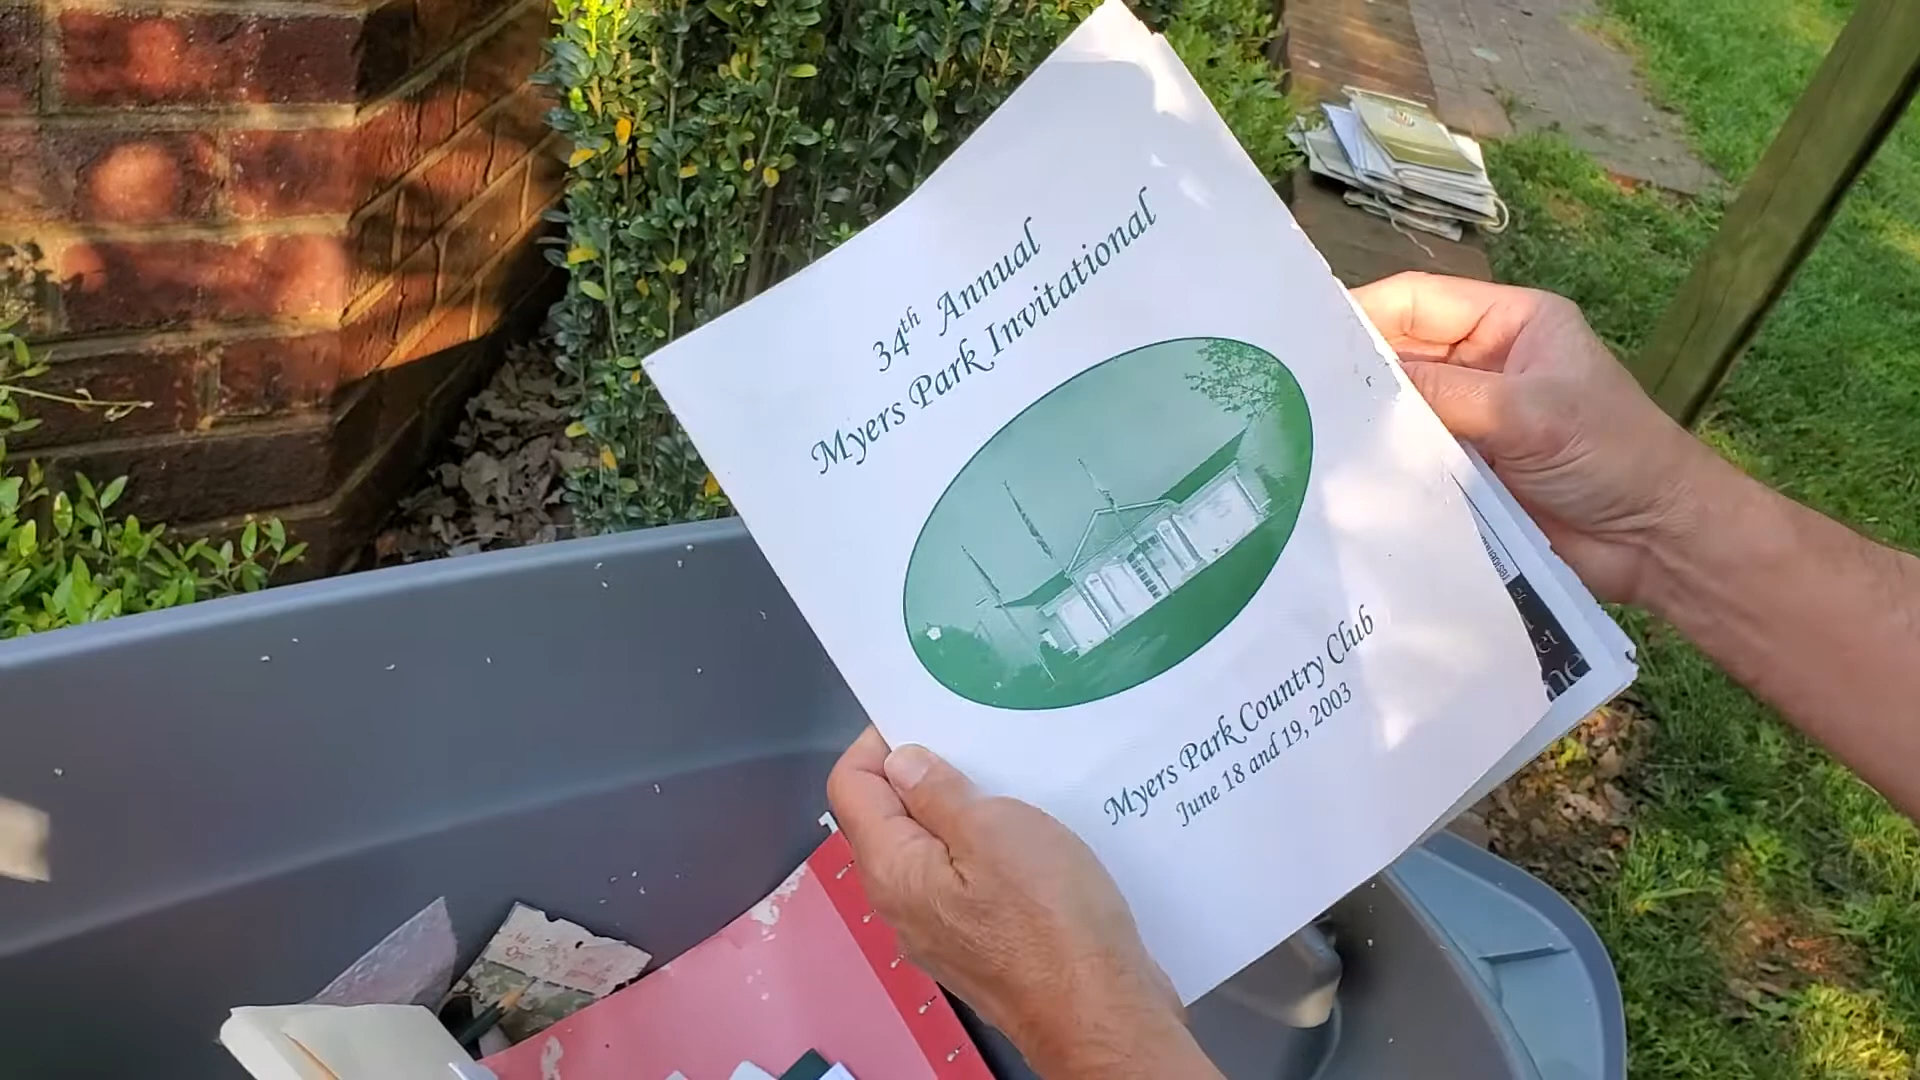 34th Annual
Myers Park Invitational
Myers Park Country Club
June 18 and 19, 2003